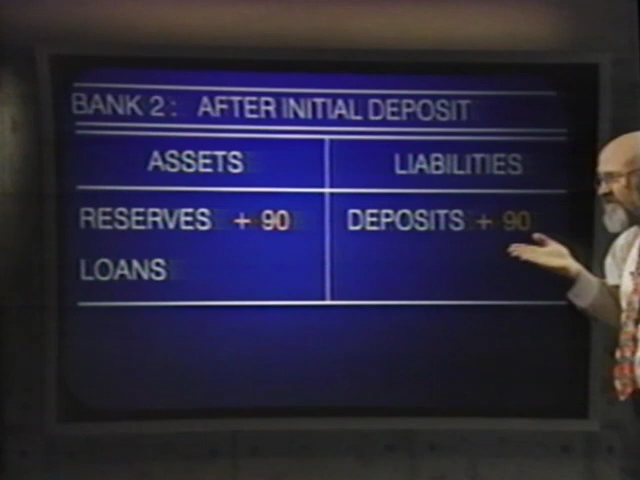 BANK 2: AFTER INITIAL DEPOSIT
ASSETS LIABILITIES
RESERVES + 90 DEPOSITS + 90
LOANS